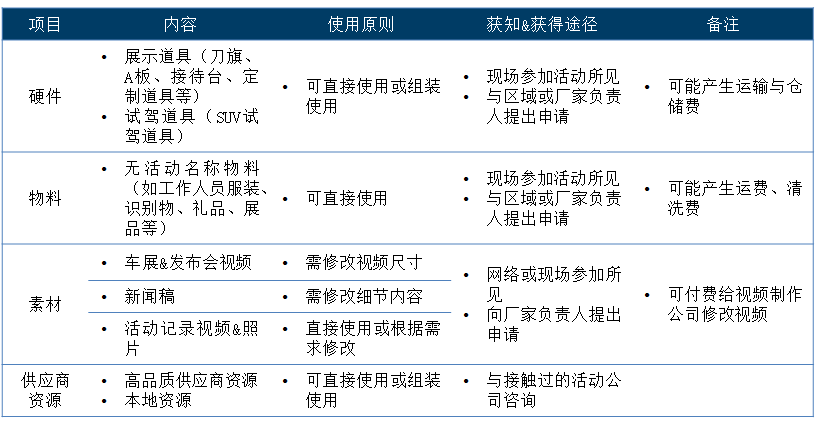 项目 内容 使用原则 获知&获得途径 备注
硬件
• 展示道具（刀旗、
A板、接待台、定
制道具等）
• 试驾道具（SUV试
驾道具）
• 可直接使用或组装
使用
• 现场参加活动所见
• 与区域或厂家负责
人提出申请
• 可能产生运输与仓
储费
物料
• 无活动名称物料
（如工作人员服装、
识别物、礼品、展
品等）
• 可直接使用
• 现场参加活动所见
• 与区域或厂家负责
人提出申请
• 可能产生运费、清
洗费
素材
• 车展&发布会视频
• 需修改视频尺寸
• 新闻稿
• 需修改细节内容
• 活动记录视频&照
片
• 直接使用或根据需
求修改
• 网络或现场参加所
见
• 向厂家负责人提出
申请
• 可付费给视频制作
公司修改视频
供应商
资源
• 高品质供应商资源
• 本地资源
• 可直接使用或组装
使用
• 与接触过的活动公
司咨询